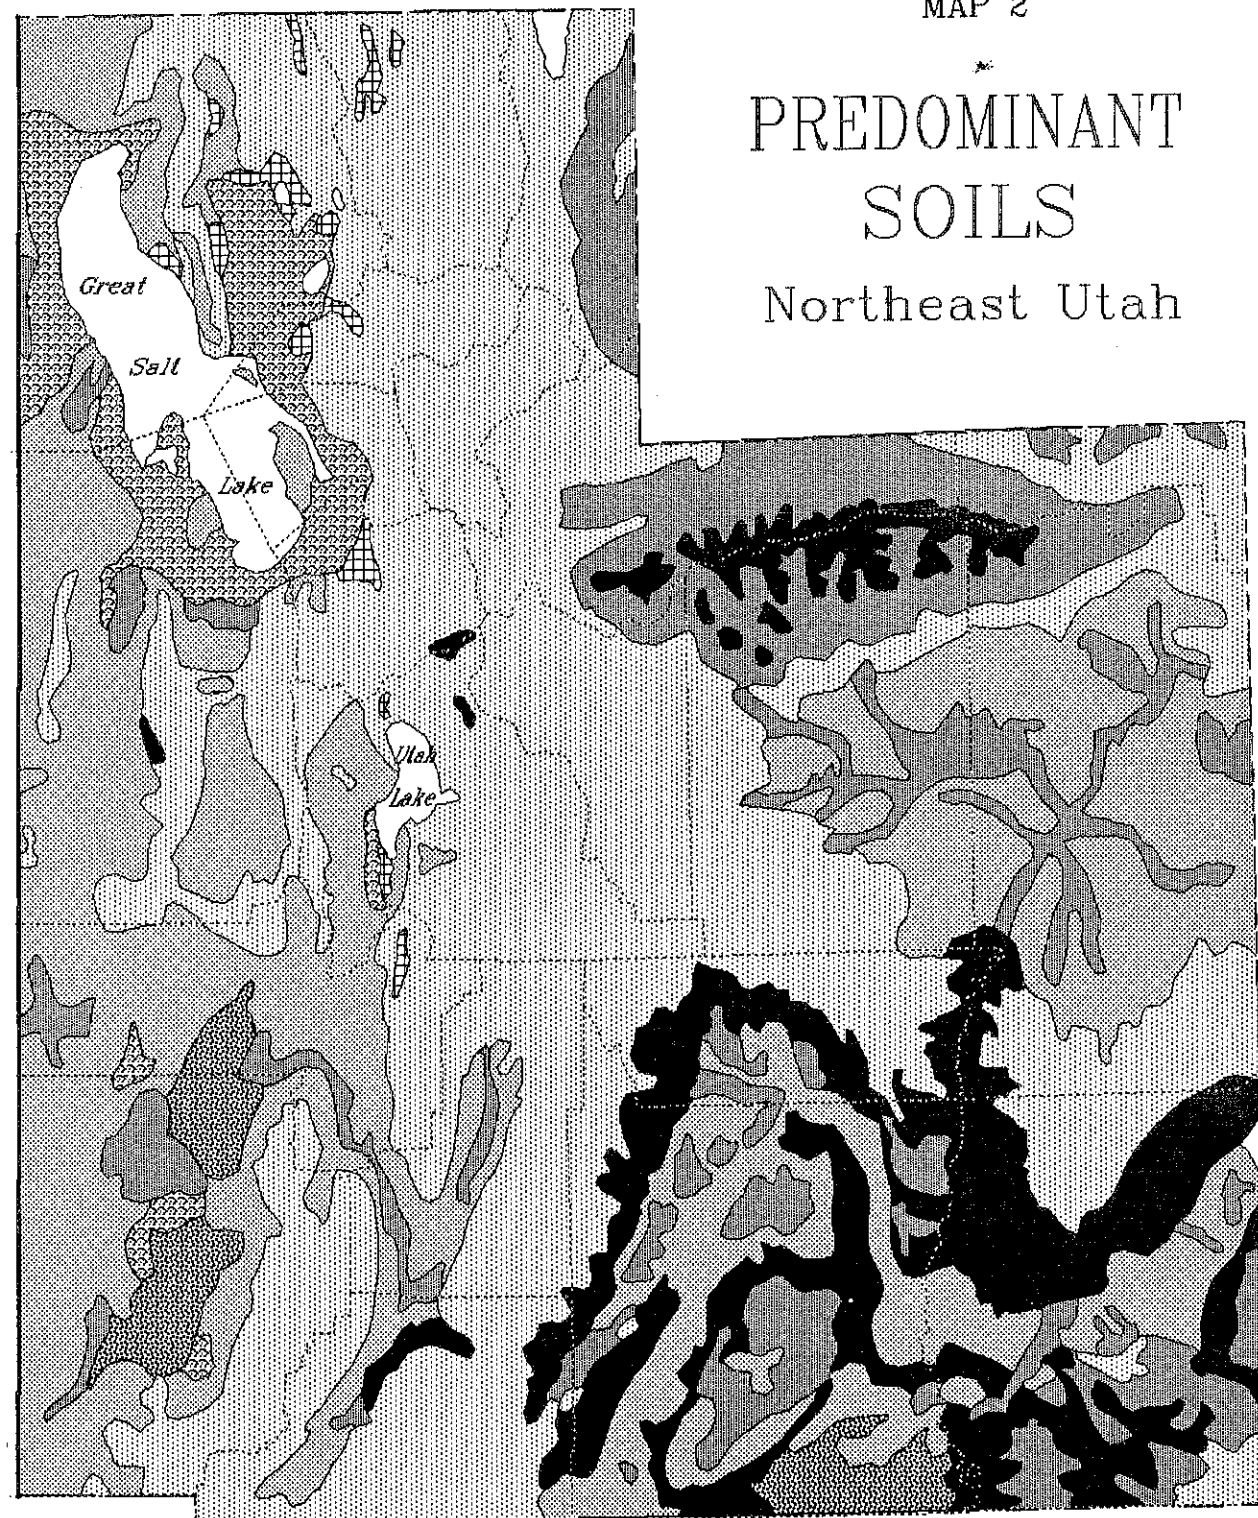 MAP 2
PREDOMINANT
SOILS
Northeast Utah
Great
Salt
Lake
Utah
Lake